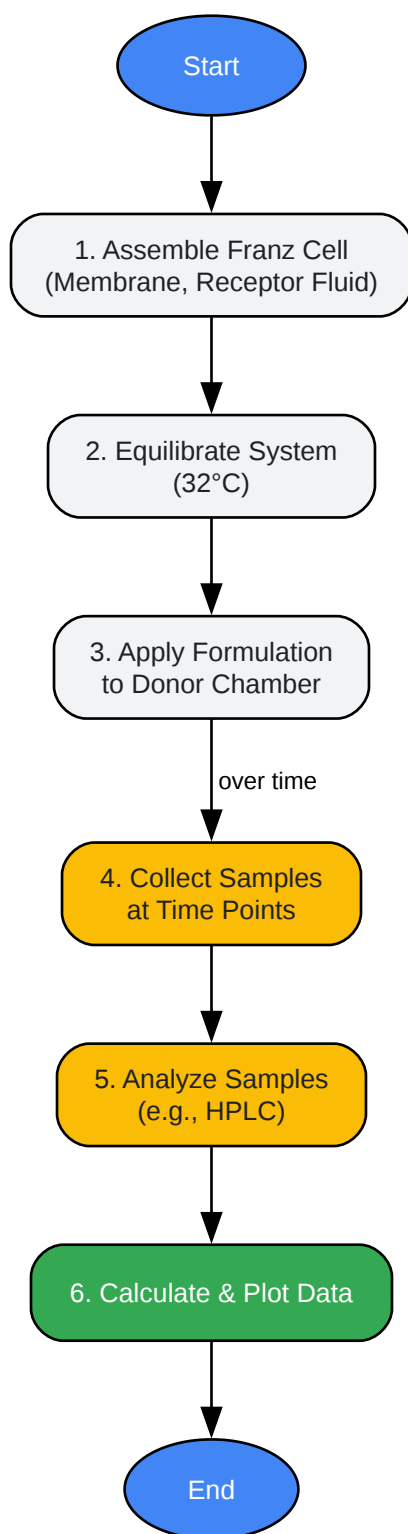 Start
1. Assemble Franz Cell
(Membrane, Receptor Fluid)
2. Equilibrate System
(32°C)
3. Apply Formulation
to Donor Chamber
over time
4. Collect Samples
at Time Points
5. Analyze Samples
(e.g., HPLC)
6. Calculate & Plot Data
End